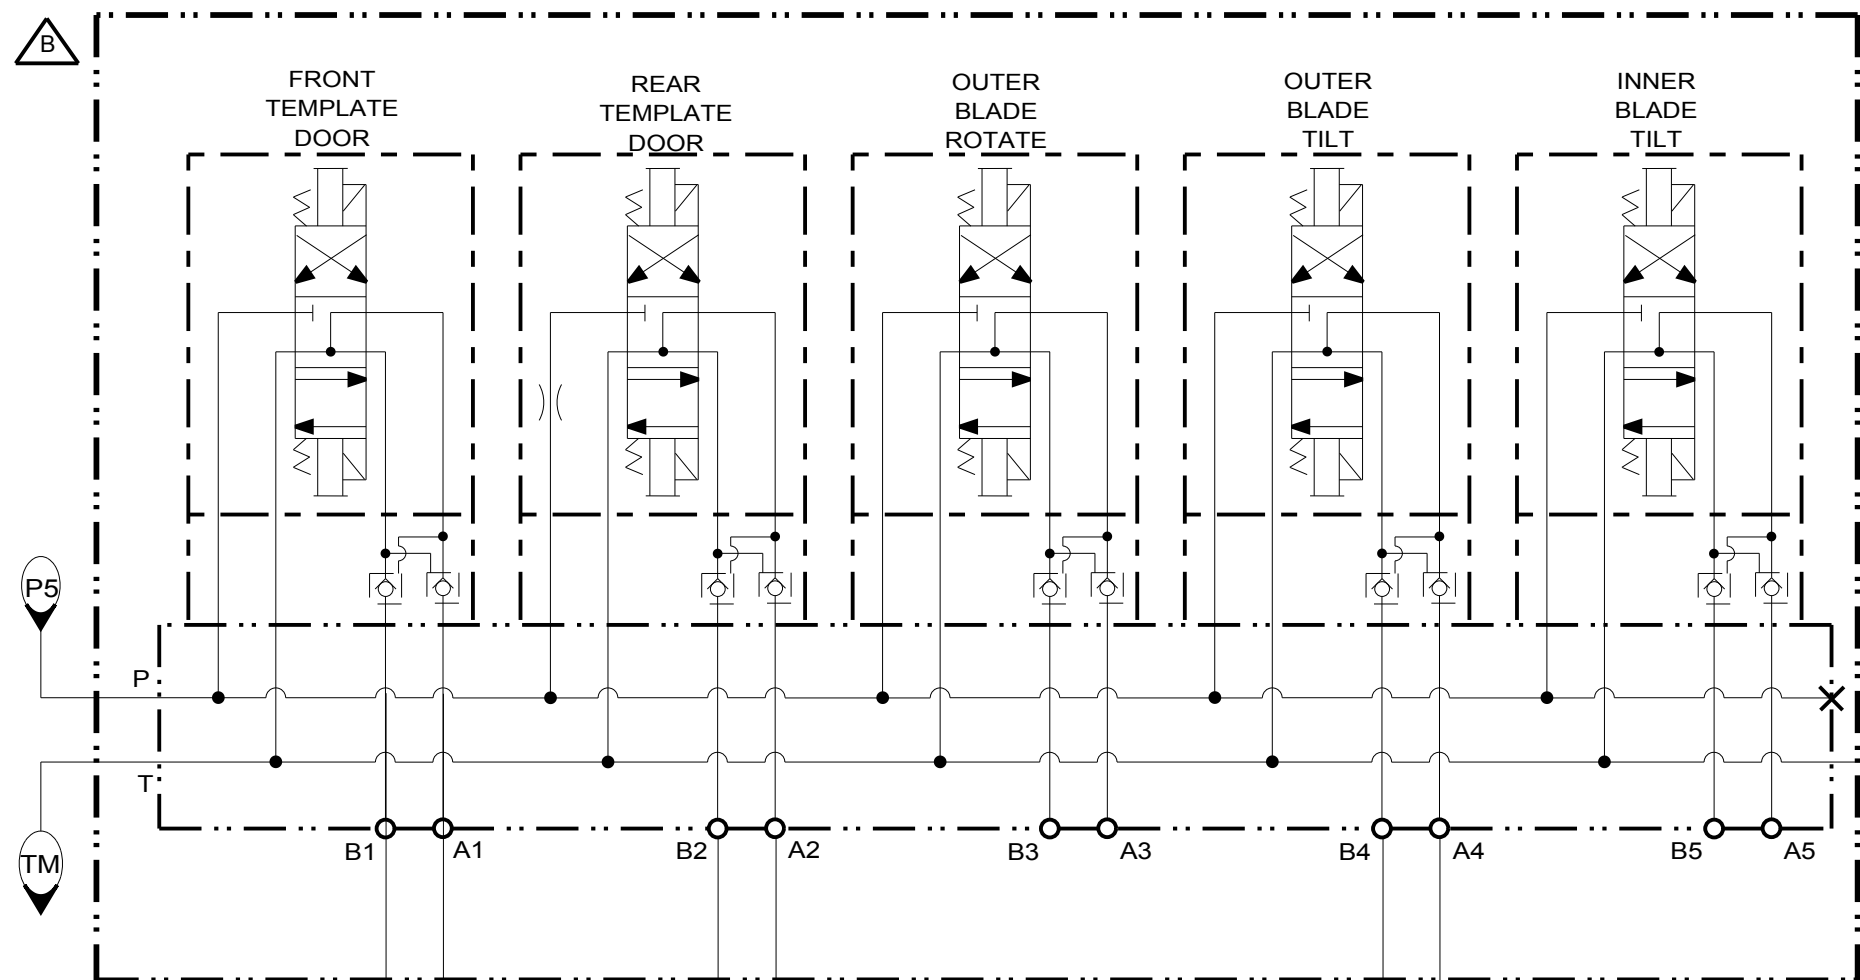 B
FRONT
TEMPLATE
DOOR
REAR
TEMPLATE
DOOR
OUTER
BLADE
ROTATE
OUTER
BLADE
TILT
INNER
BLADE
TILT
P5
P
T
TM
B1
A1
B2
A2
B3
A3
B4
A4
B5
A5